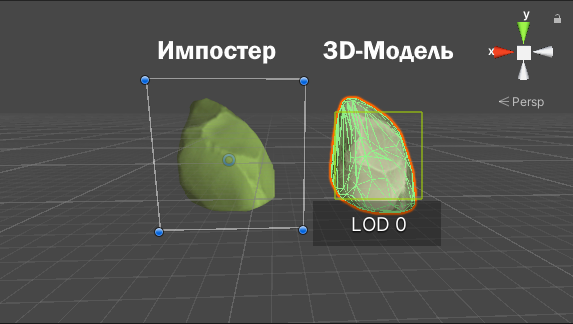 y
x
Persp
Импостер
3D-Модель
LOD 0